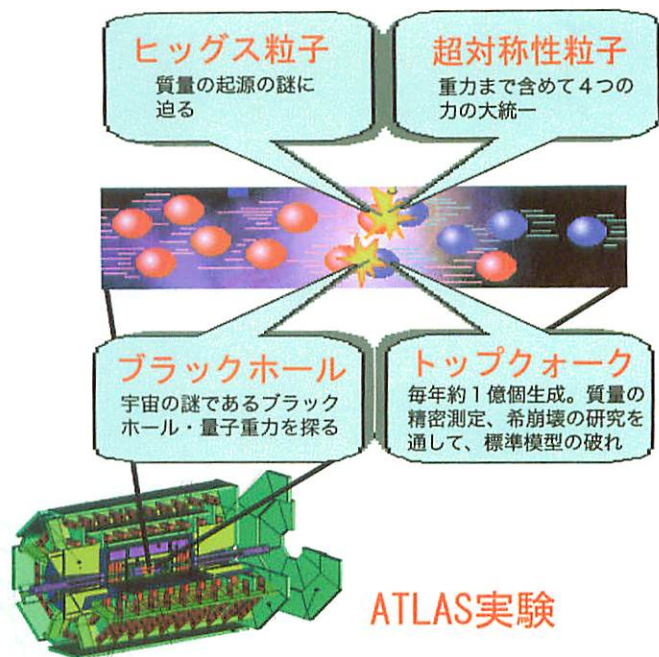 ヒッグス粒子
質量の起源の謎に
迫る
超対称性粒子
重力まで含めて４つの
力の大統一
ブラックホール
宇宙の謎であるブラック
ホール・量子重力を探る
トップクォーク
毎年約１億個生成。質量の
精密測定、希崩壊の研究を
通して、標準模型の破れ
ATLAS実験